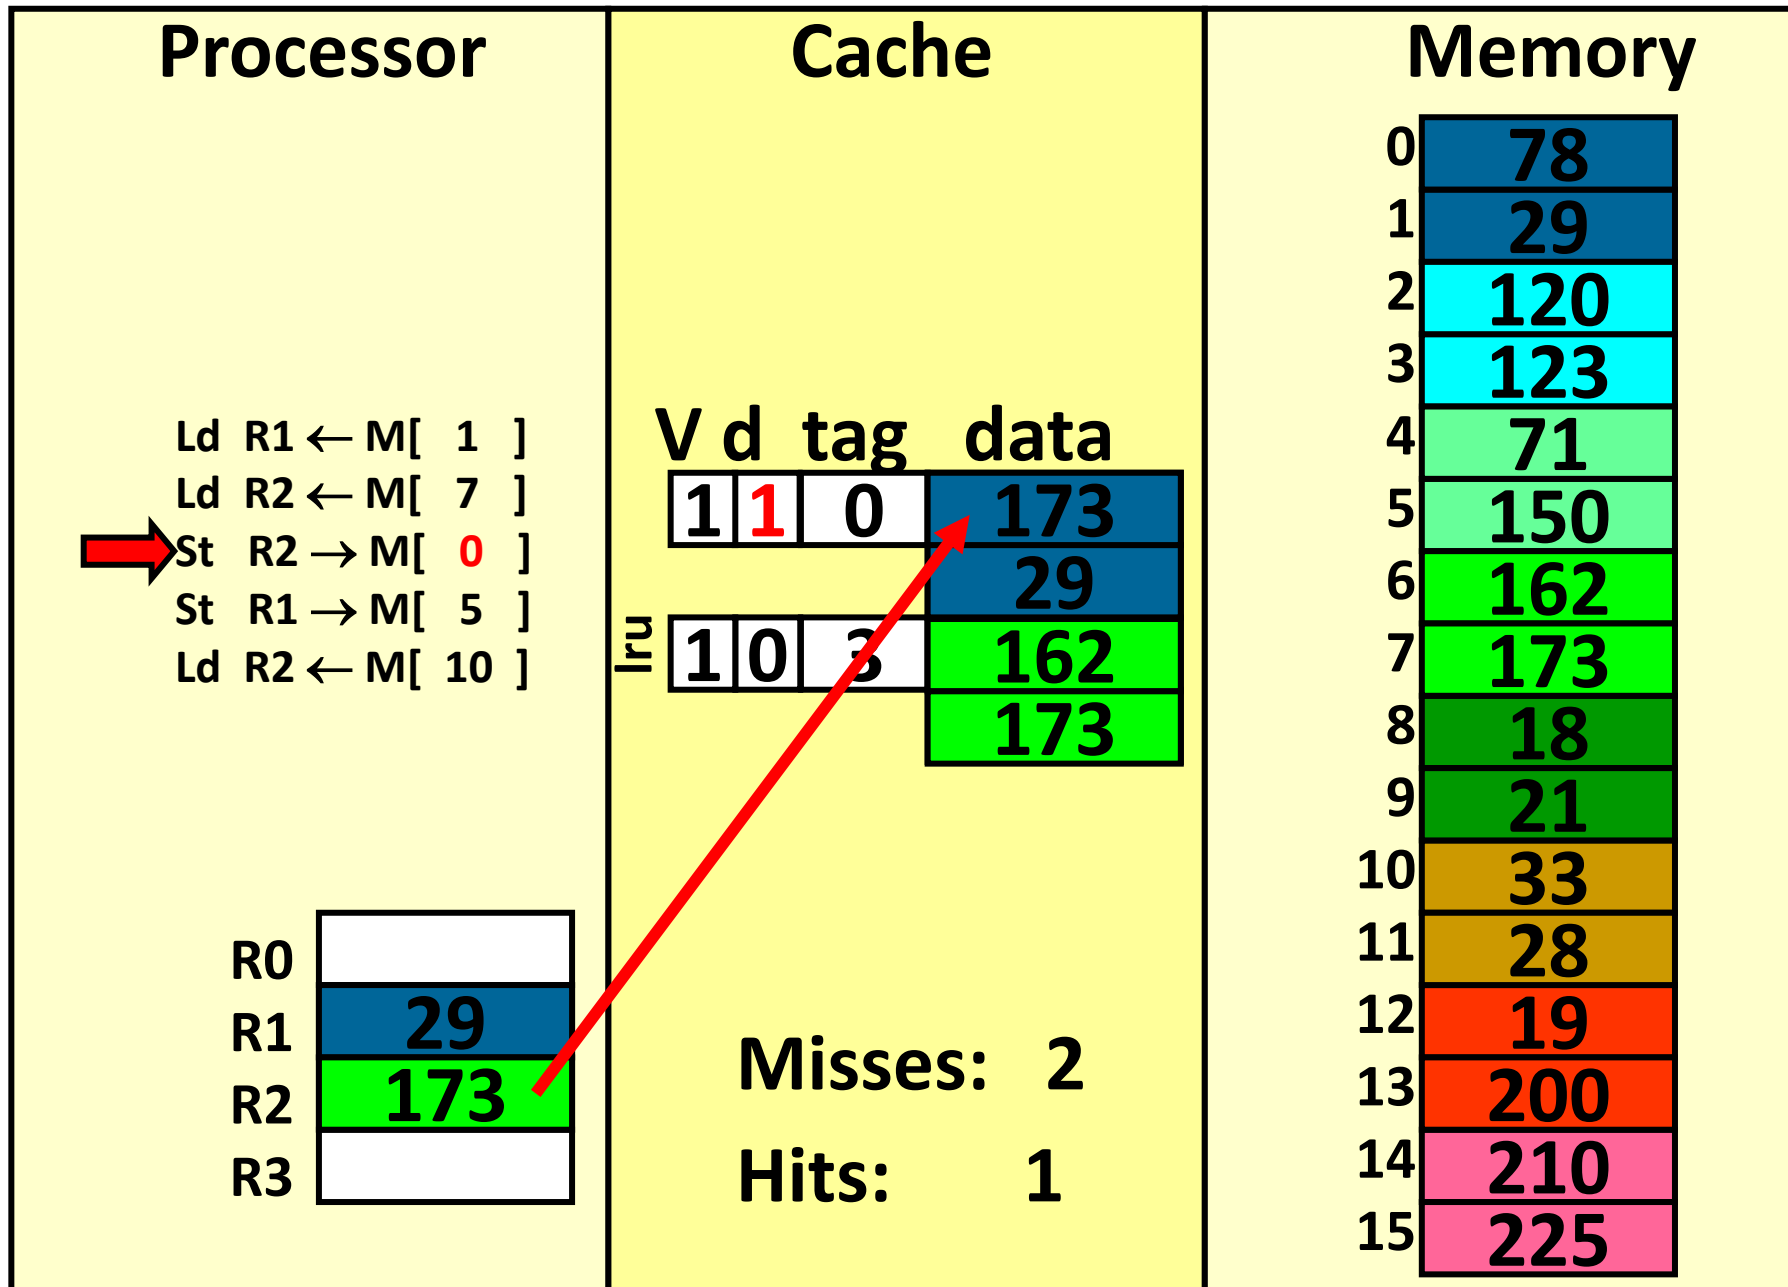 Processor
Ld R1 ← M[ 1 ]
Ld R2 ← M[ 7 ]
St R2 → M[ 0 ]
St R1 → M[ 5 ]
Ld R2 ← M[ 10 ]
R0
R1 29
R2 173
R3
Cache
V d tag data
1 1 0 173
29
lru
1 0 3 162
173
Misses: 2
Hits: 1
Memory
0 78
1 29
2 120
3 123
4 71
5 150
6 162
7 173
8 18
9 21
10 33
11 28
12 19
13 200
14 210
15 225